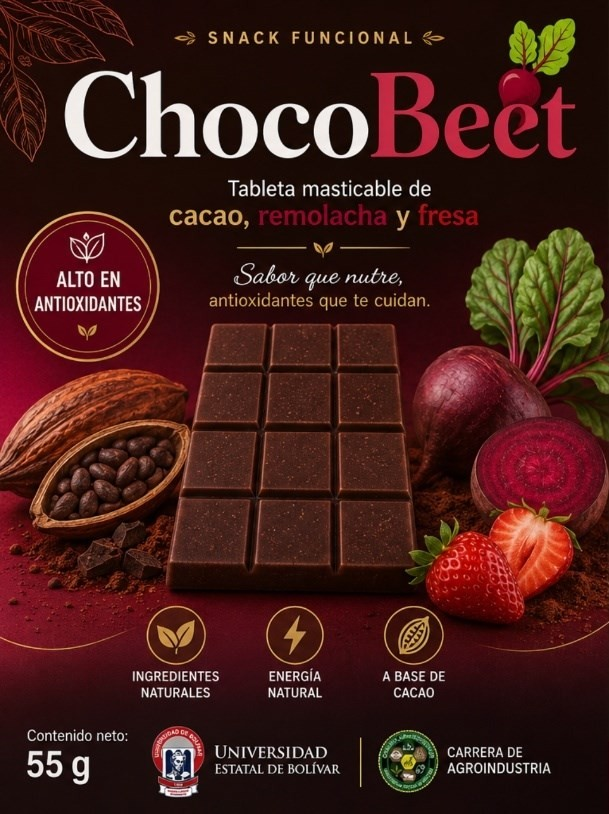 SNACK FUNCIONAL
ChocoBeet
Tableta masticable de
cacao, remolacha y fresa
Sabor que nutre,
antioxidantes que te cuidan.
ALTO EN
ANTIOXIDANTES
INGREDIENTES
NATURALES
ENERGÍA
NATURAL
A BASE DE
CACAO
Contenido neto:
55 g
UNIVERSIDAD
ESTATAL DE BOLÍVAR
CARRERA DE
AGROINDUSTRIA